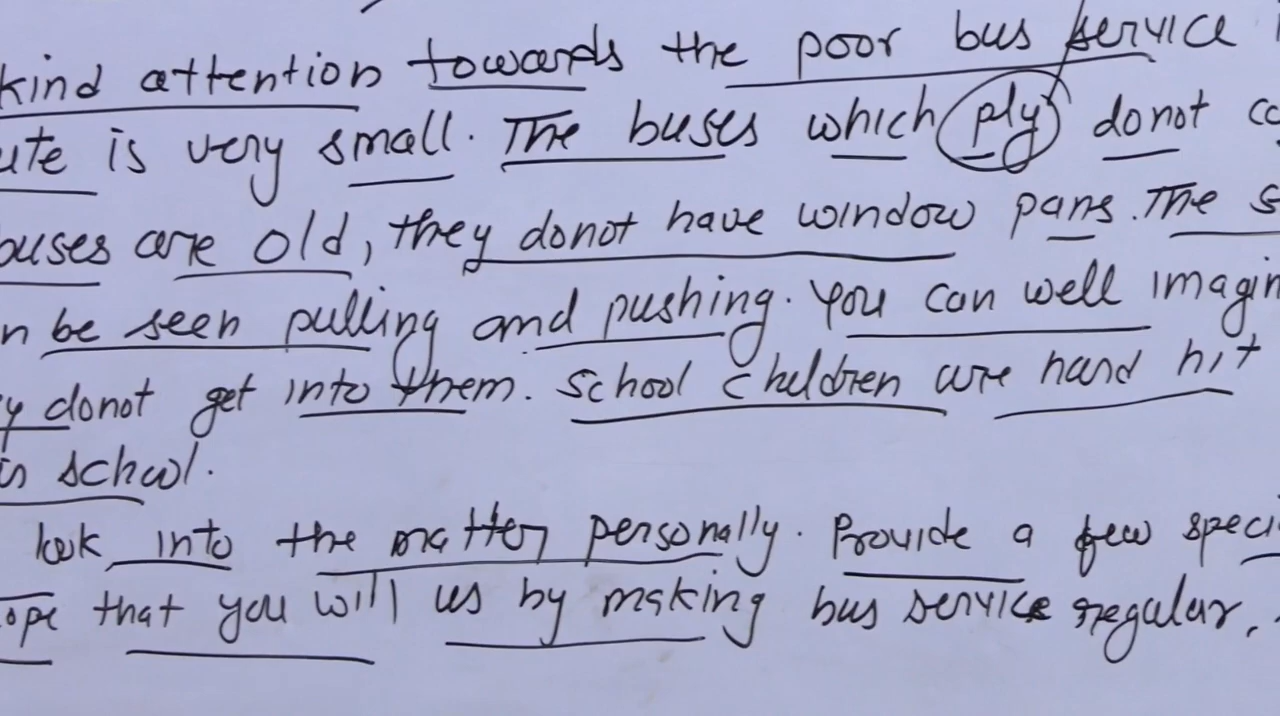 kind attention towards the poor bus service
ute is very small. The buses which ply donot co
buses are old, they donot have window pans. The s
n be seen pulling and pushing. You can well imagin
y donot get into them. School children are hard hit
in school.
look into the matter personally. Provide a few speci
ope that you will us by making bus service regular.